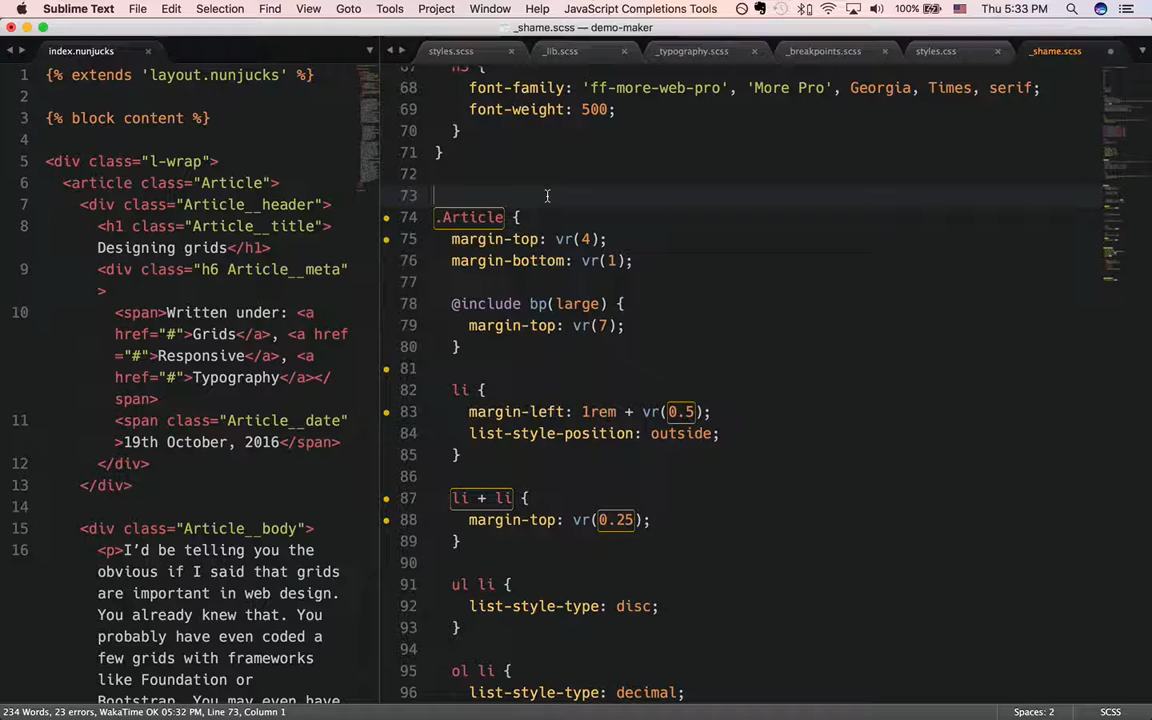 Sublime Text File Edit Selection Find View Goto Tools Project Window Help JavaScript Completions Tools 100% Thu 5:33 PM
_shame.scss — demo-maker
index.nunjucks
styles.scss _lib.scss _typography.scss _breakpoints.scss styles.css _shame.scss
1 {% extends 'layout.nunjucks' %}
2
3 {% block content %}
4
5 <div class="l-wrap">
6 <article class="Article">
7 <div class="Article__header">
8 <h1 class="Article__title">
Designing grids</h1>
9 <div class="h6 Article__meta"
>
10 <span>Written under: <a
href="#">Grids</a>, <a href
="#">Responsive</a>, <a
href="#">Typography</a></
span>
11 <span class="Article__date"
>19th October, 2016</span>
12 </div>
13 </div>
14
15 <div class="Article__body">
16 <p>I’d be telling you the
obvious if I said that grids
are important in web design.
You already knew that. You
probably have even coded a
few grids with frameworks
like Foundation or
Bootstrap. You may even have
67 h5 {
68 font-family: 'ff-more-web-pro', 'More Pro', Georgia, Times, serif;
69 font-weight: 500;
70 }
71 }
72
73
74 .Article {
75 margin-top: vr(4);
76 margin-bottom: vr(1);
77
78 @include bp(large) {
79 margin-top: vr(7);
80 }
81
82 li {
83 margin-left: 1rem + vr(0.5);
84 list-style-position: outside;
85 }
86
87 li + li {
88 margin-top: vr(0.25);
89 }
90
91 ul li {
92 list-style-type: disc;
93 }
94
95 ol li {
96 list-style-type: decimal;
234 Words, 23 errors, WakaTime OK 05:32 PM, Line 73, Column 1 Spaces: 2 SCSS